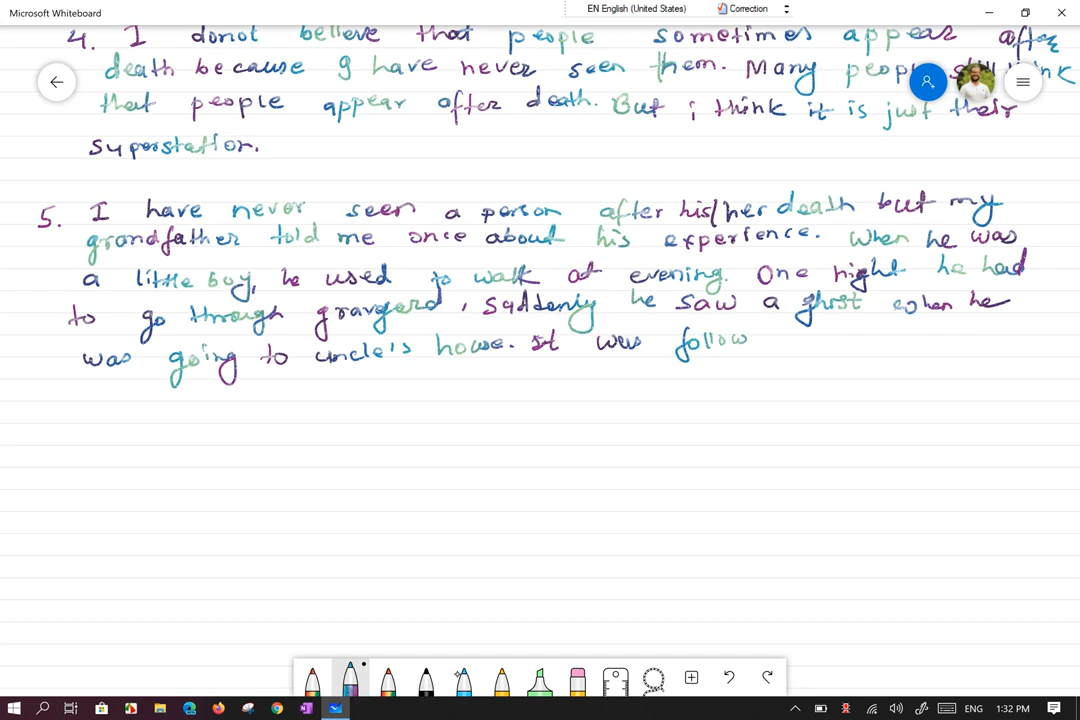 Microsoft Whiteboard
EN English (United States) Correction
4. I donot believe that people sometimes appear after
death because I have never seen them. Many people still think
that people appear after death. But i think it is just their
superstation.
5. I have never seen a person after his/her death but my
grandfather told me once about his experience. When he was
a little boy, he used to walk at evening. One night he had
to go through gravyard, suddenly he saw a ghost when he
was going to uncle's house. It was follow
ENG 1:32 PM